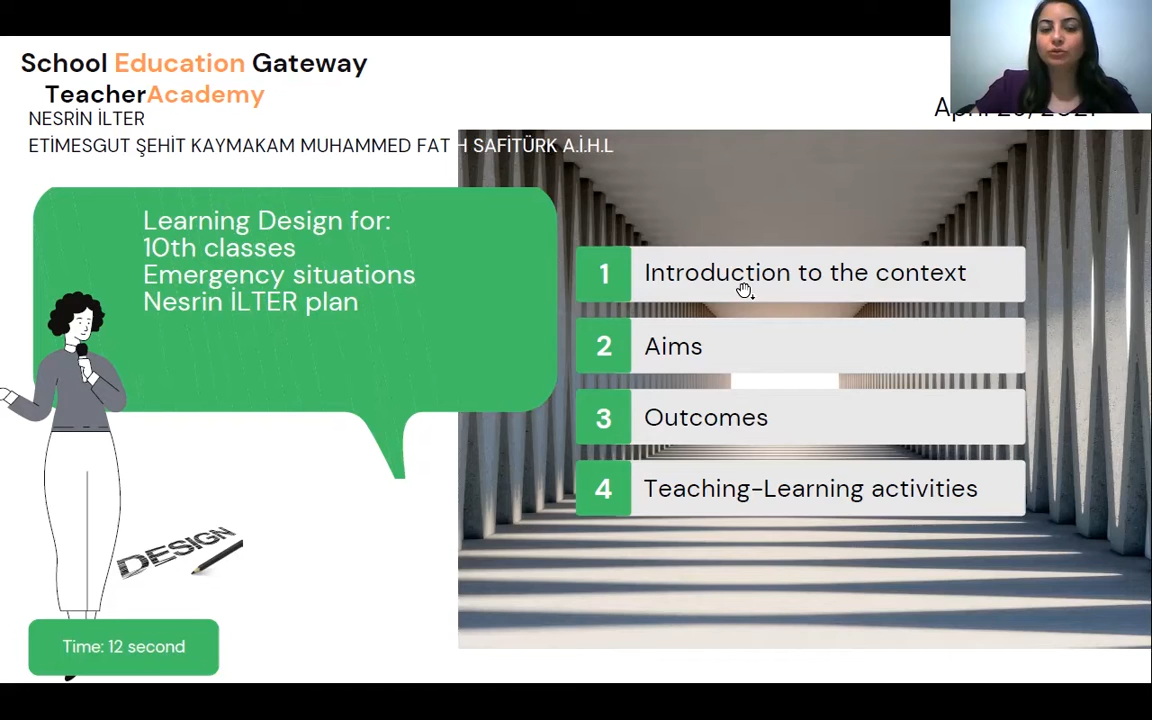 School Education Gateway
TeacherAcademy
NESRİN İLTER
ETİMESGUT ŞEHİT KAYMAKAM MUHAMMED FATİH SAFİTÜRK A.İ.H.L
Learning Design for:
10th classes
Emergency situations
Nesrin İLTER plan
1 Introduction to the context
2 Aims
3 Outcomes
4 Teaching-Learning activities
DESIGN
Time: 12 second